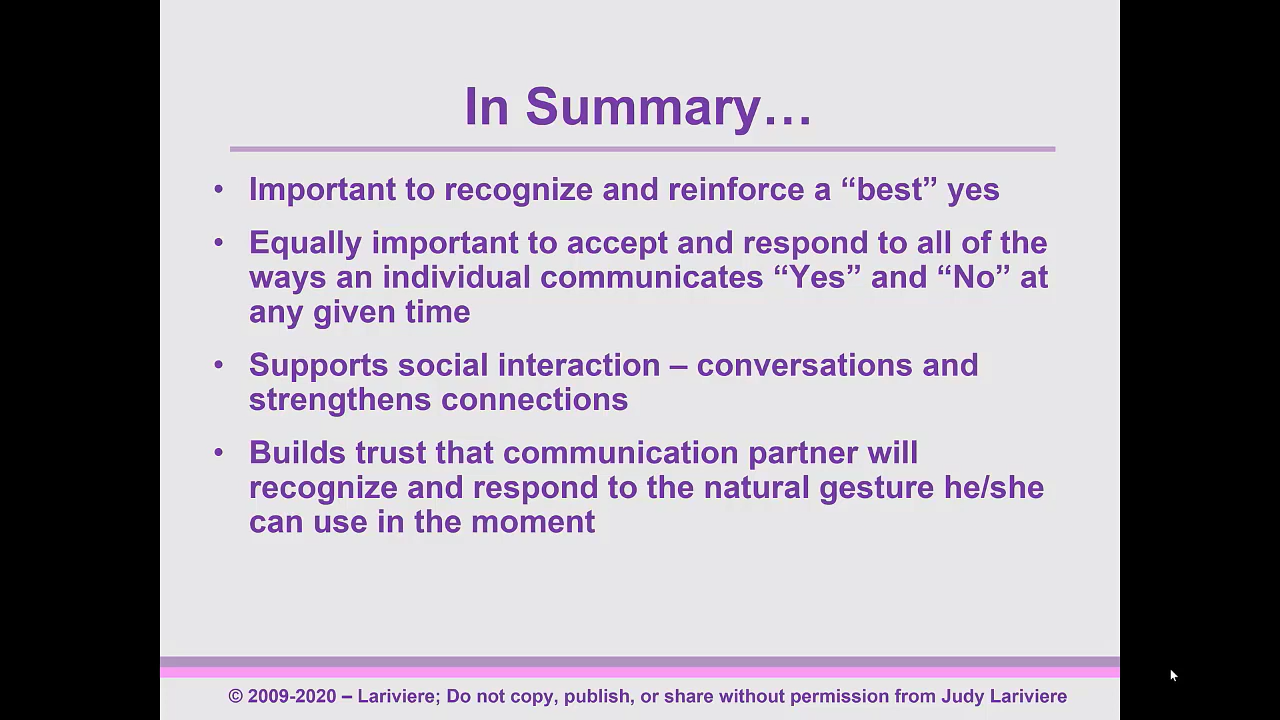 In Summary…
• Important to recognize and reinforce a “best” yes
• Equally important to accept and respond to all of the
ways an individual communicates “Yes” and “No” at
any given time
• Supports social interaction – conversations and
strengthens connections
• Builds trust that communication partner will
recognize and respond to the natural gesture he/she
can use in the moment
© 2009-2020 – Lariviere; Do not copy, publish, or share without permission from Judy Lariviere